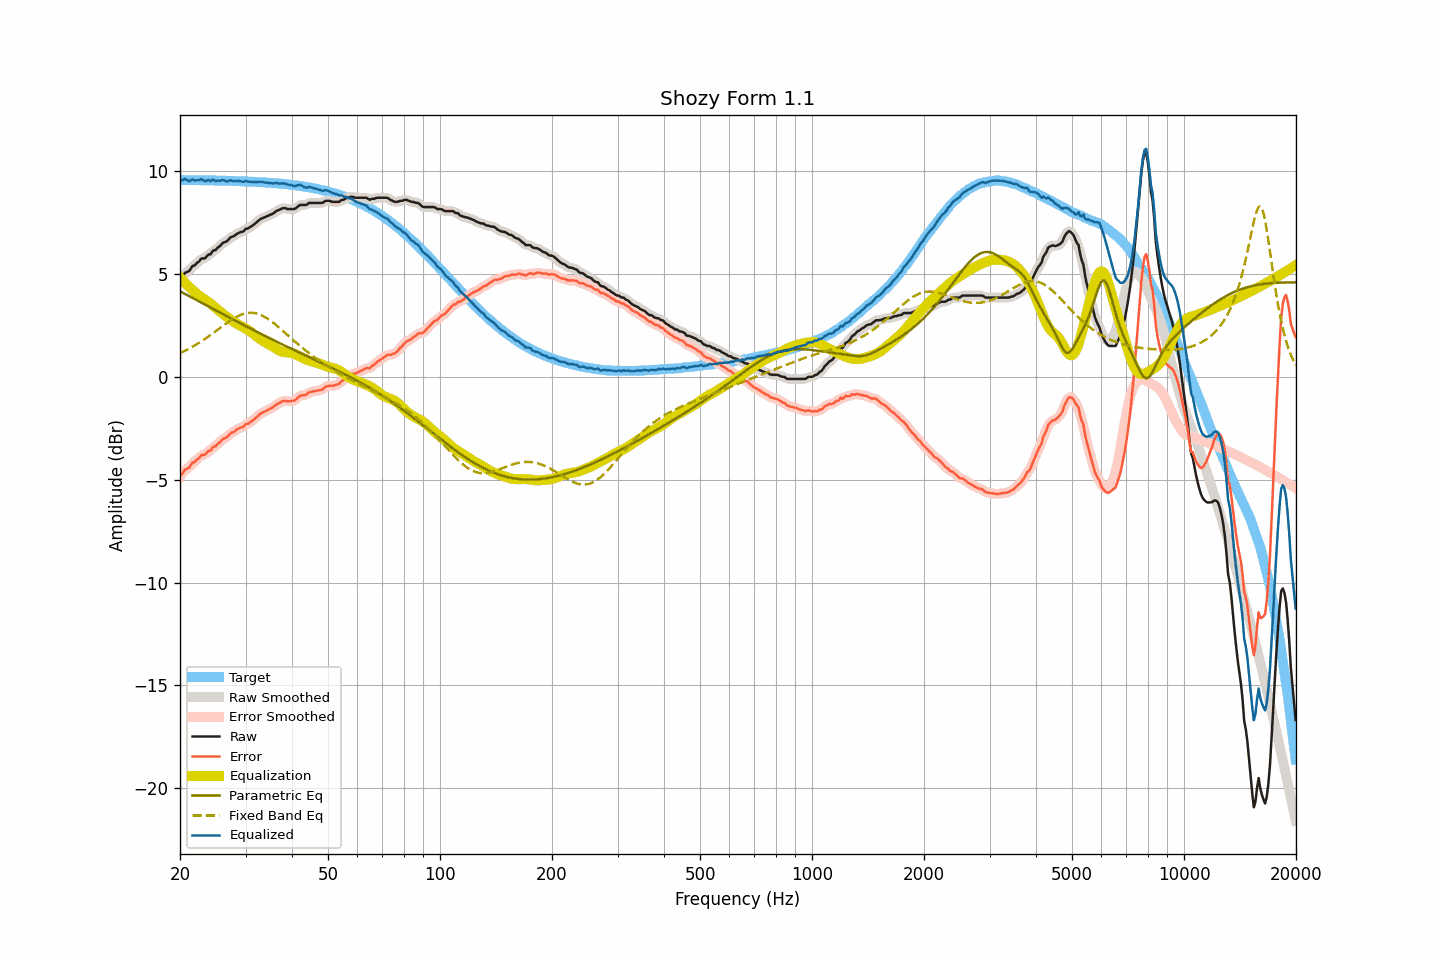 Shozy Form 1.1
Amplitude (dBr)
10
5
0
−5
−10
−15
−20
Target
Raw Smoothed
Error Smoothed
Raw
Error
Equalization
Parametric Eq
Fixed Band Eq
Equalized
20 50 100 200 500 1000 2000 5000 10000 20000
Frequency (Hz)